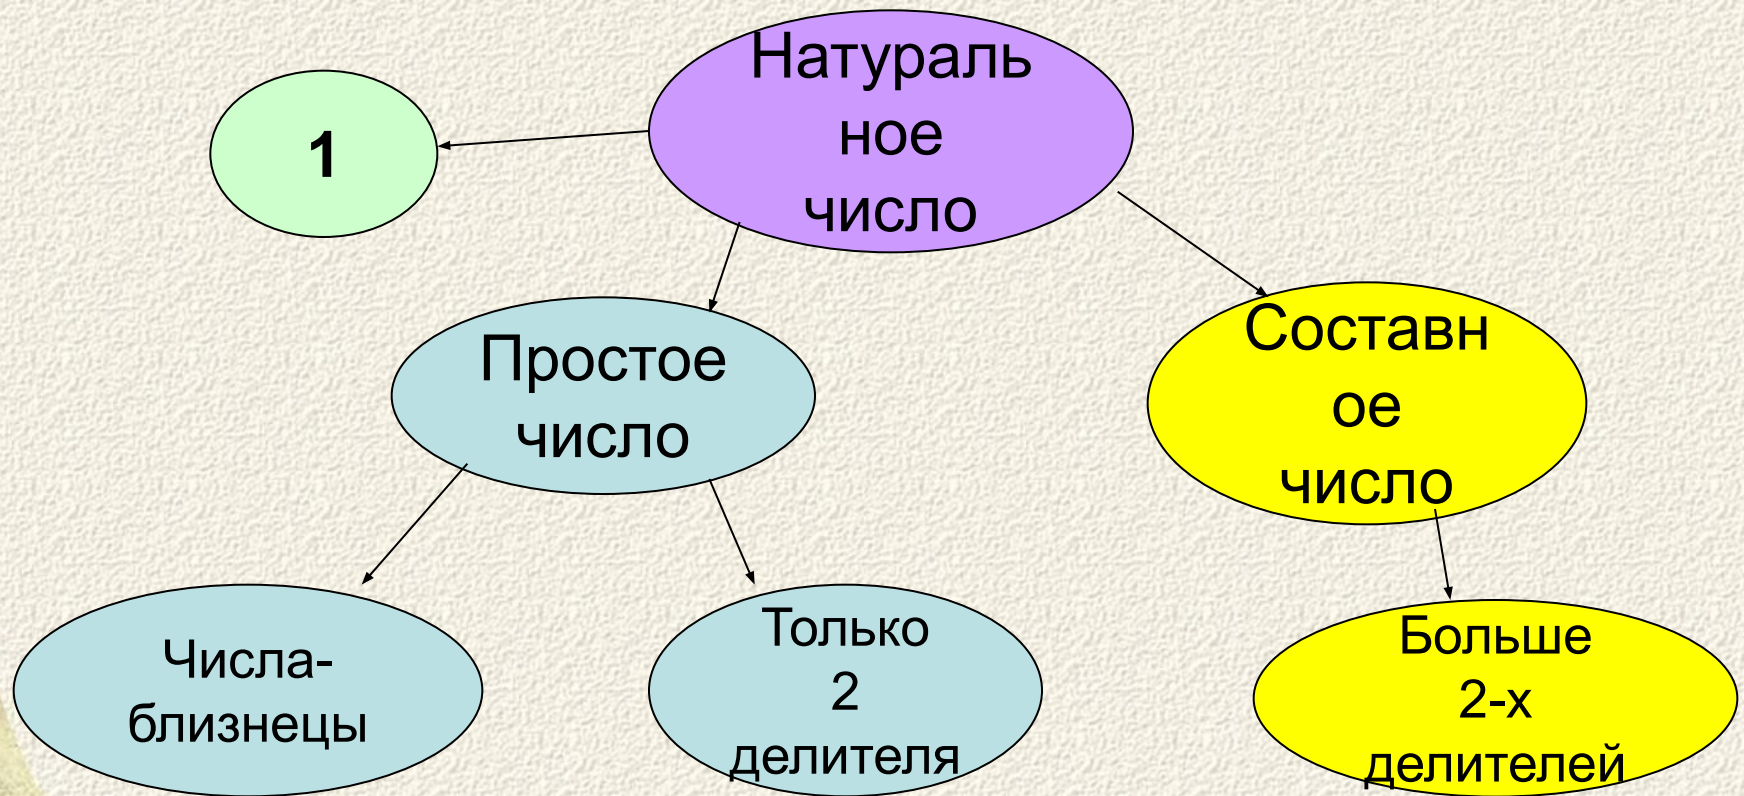 Натураль
ное
число
1
Простое
число
Составн
ое
число
Числа-
близнецы
Только
2
делителя
Больше
2-х
делителей